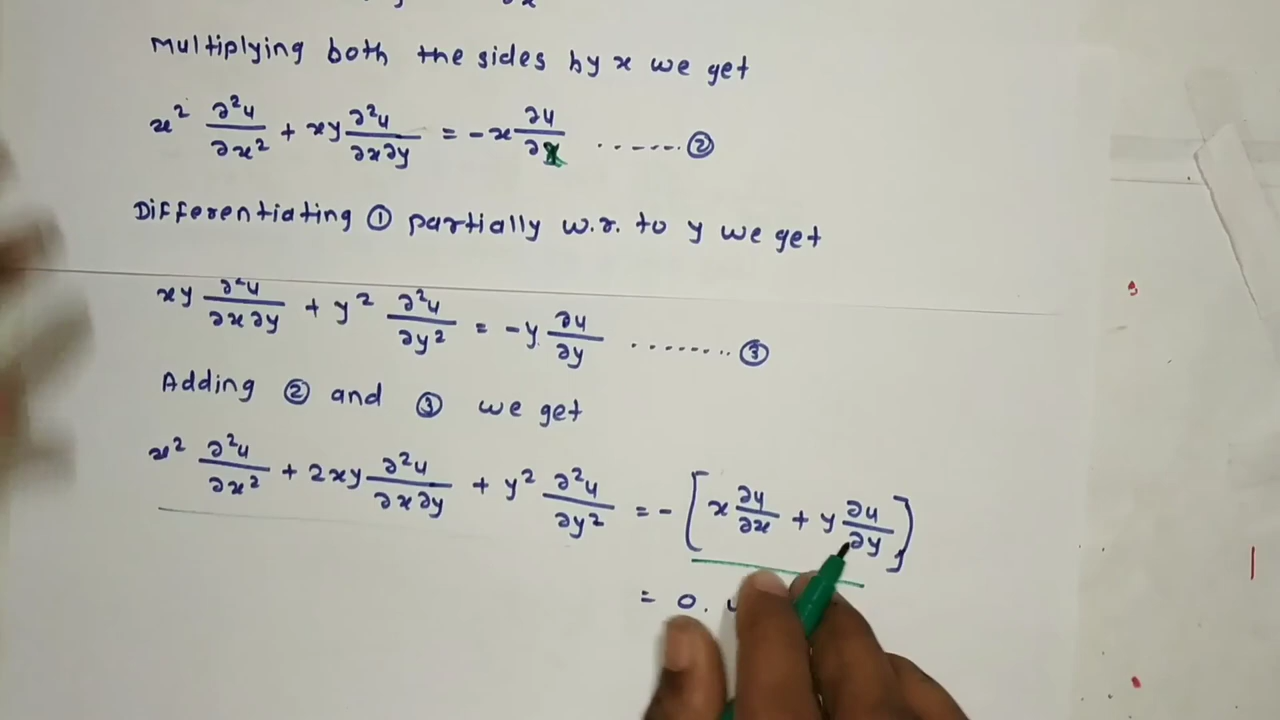 Multiplying both the sides by x we get
x² ∂²u/∂x² + xy ∂²u/∂x∂y = -x ∂u/∂x ....... ②
Differentiating ① partially w.r. to y we get
xy ∂²u/∂x∂y + y² ∂²u/∂y² = -y ∂u/∂y ........ ③
Adding ② and ③ we get
x² ∂²u/∂x² + 2xy ∂²u/∂x∂y + y² ∂²u/∂y² = - [x ∂u/∂x + y ∂u/∂y]
= 0.